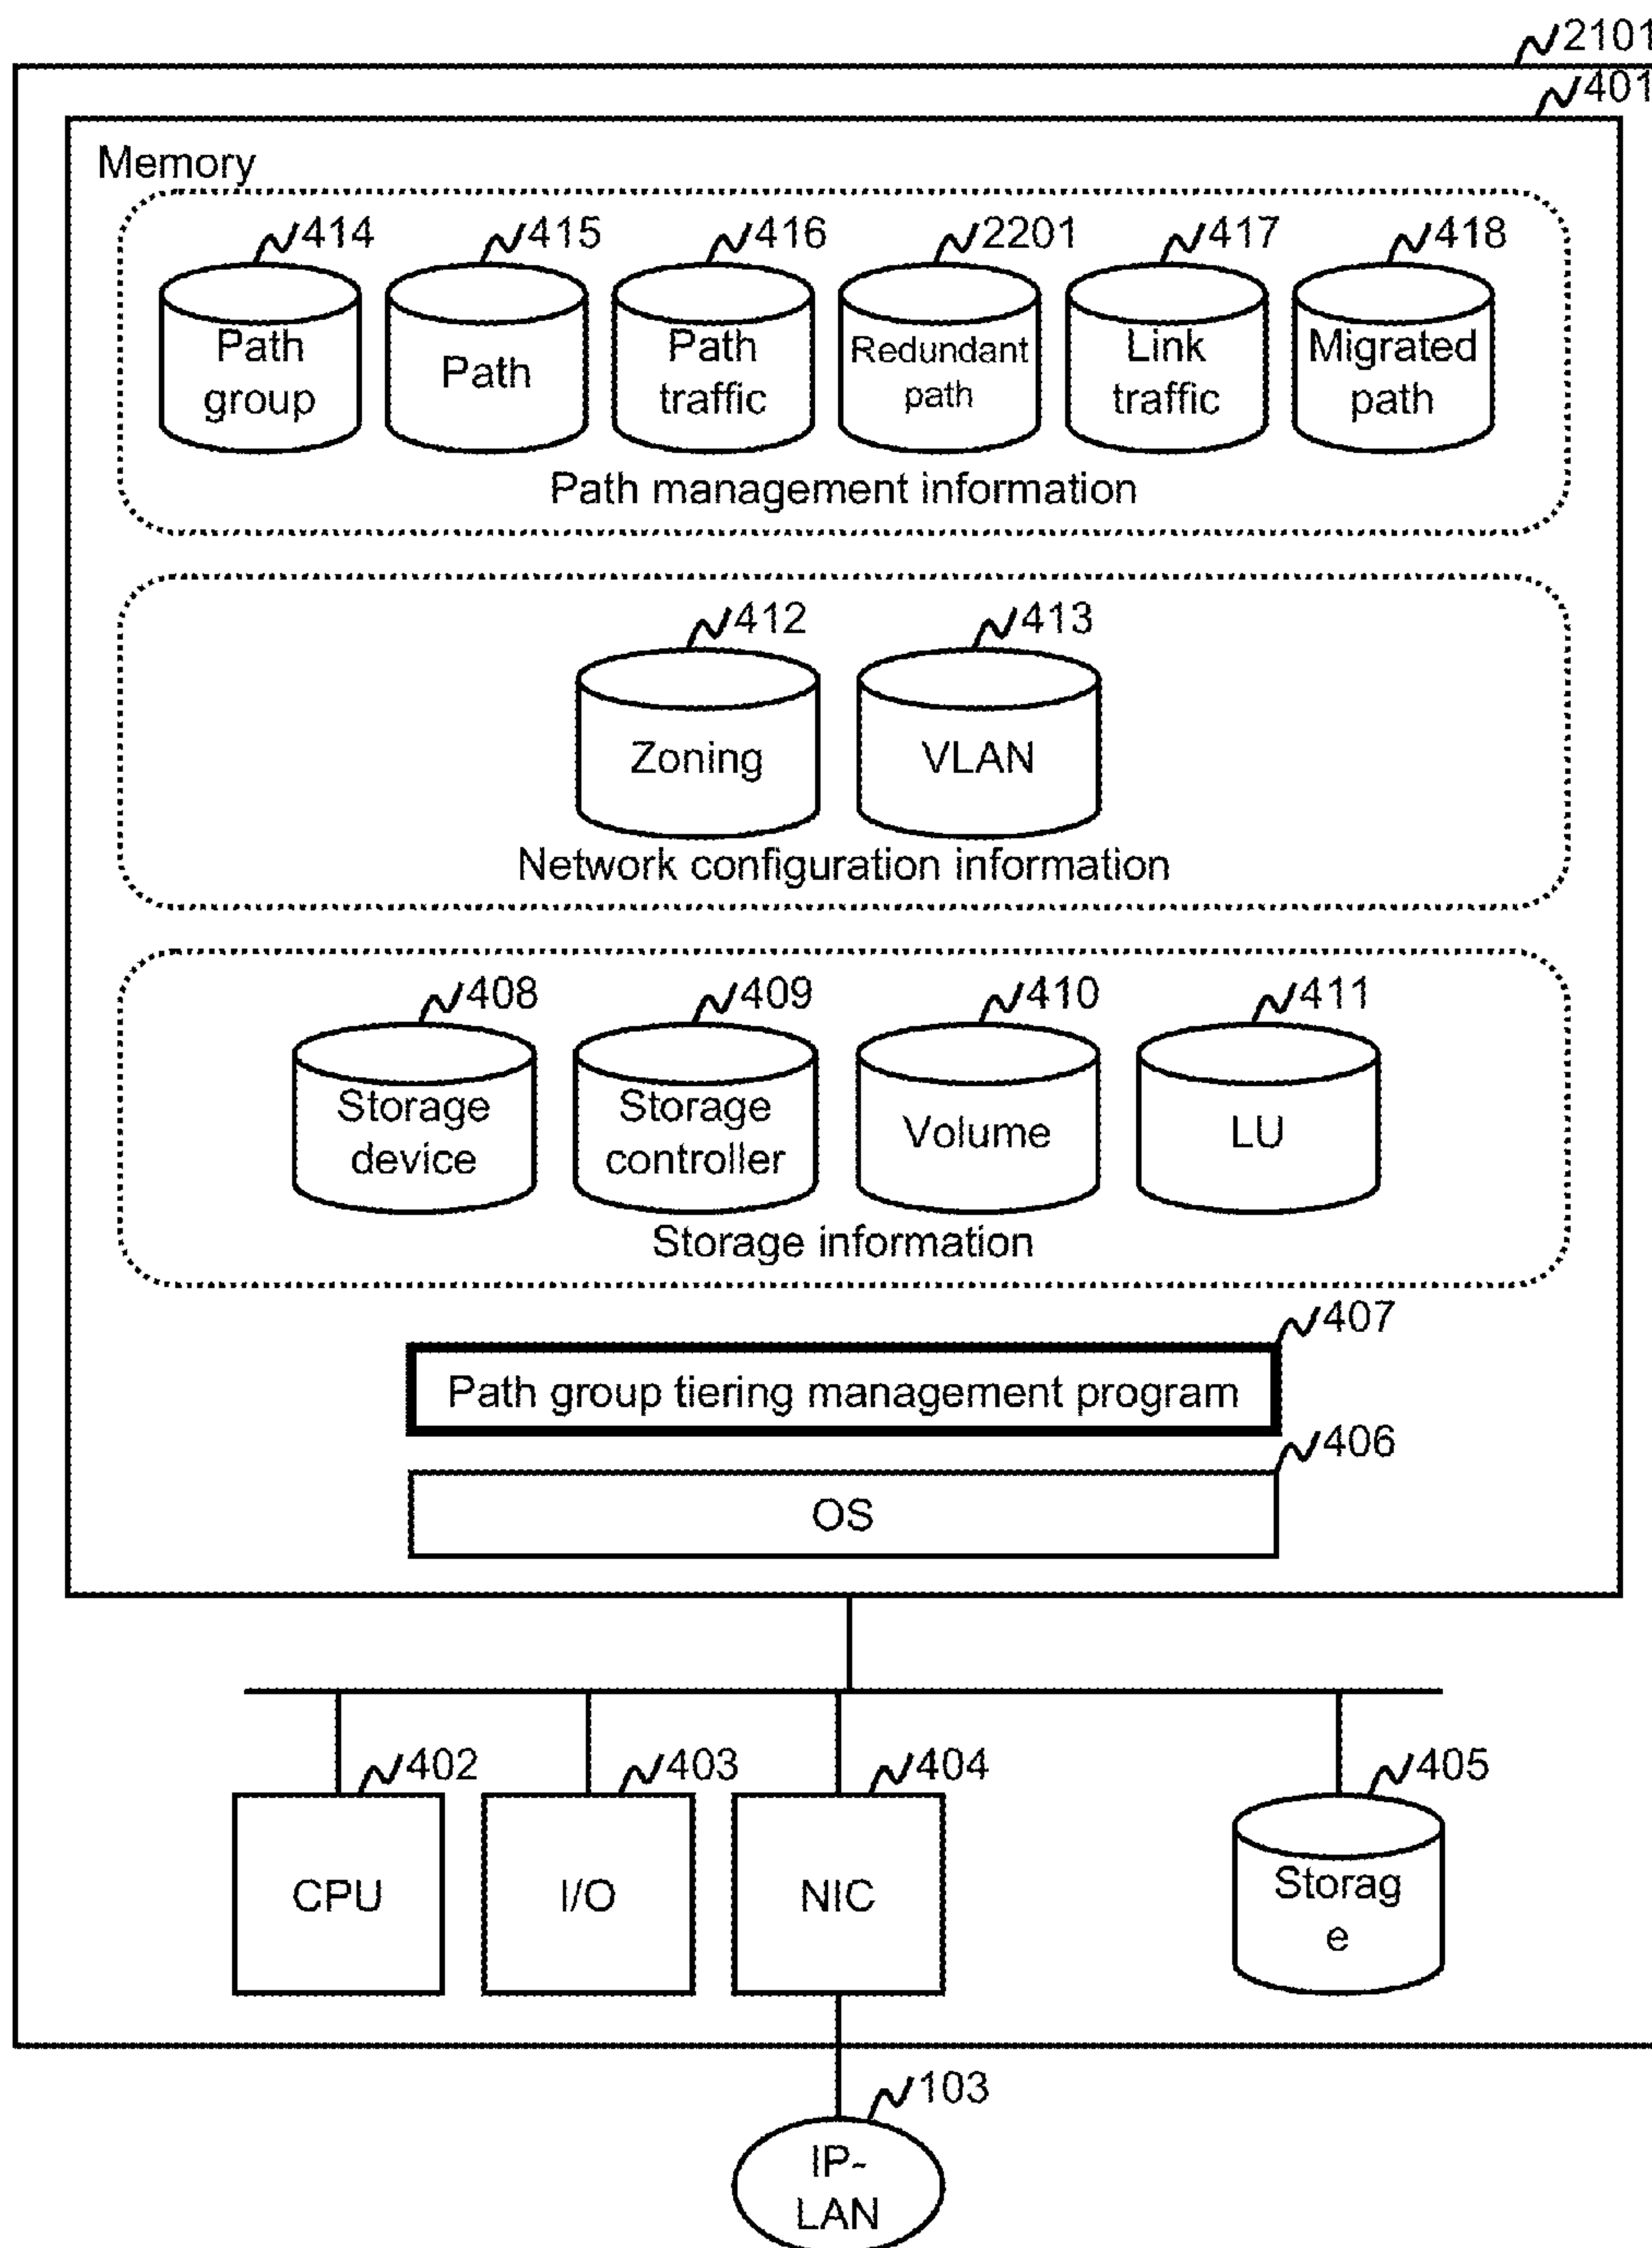 2101
401
Memory
414 415 416 2201 417 418
Path Path Redundant Link Migrated
group Path traffic path traffic path
Path management information
412 413
Zoning VLAN
Network configuration information
408 409 410 411
Storage Storage Volume LU
device controller
Storage information
407
Path group tiering management program
406
OS
402 403 404 405
CPU I/O NIC Storag
e
103
IP-
LAN